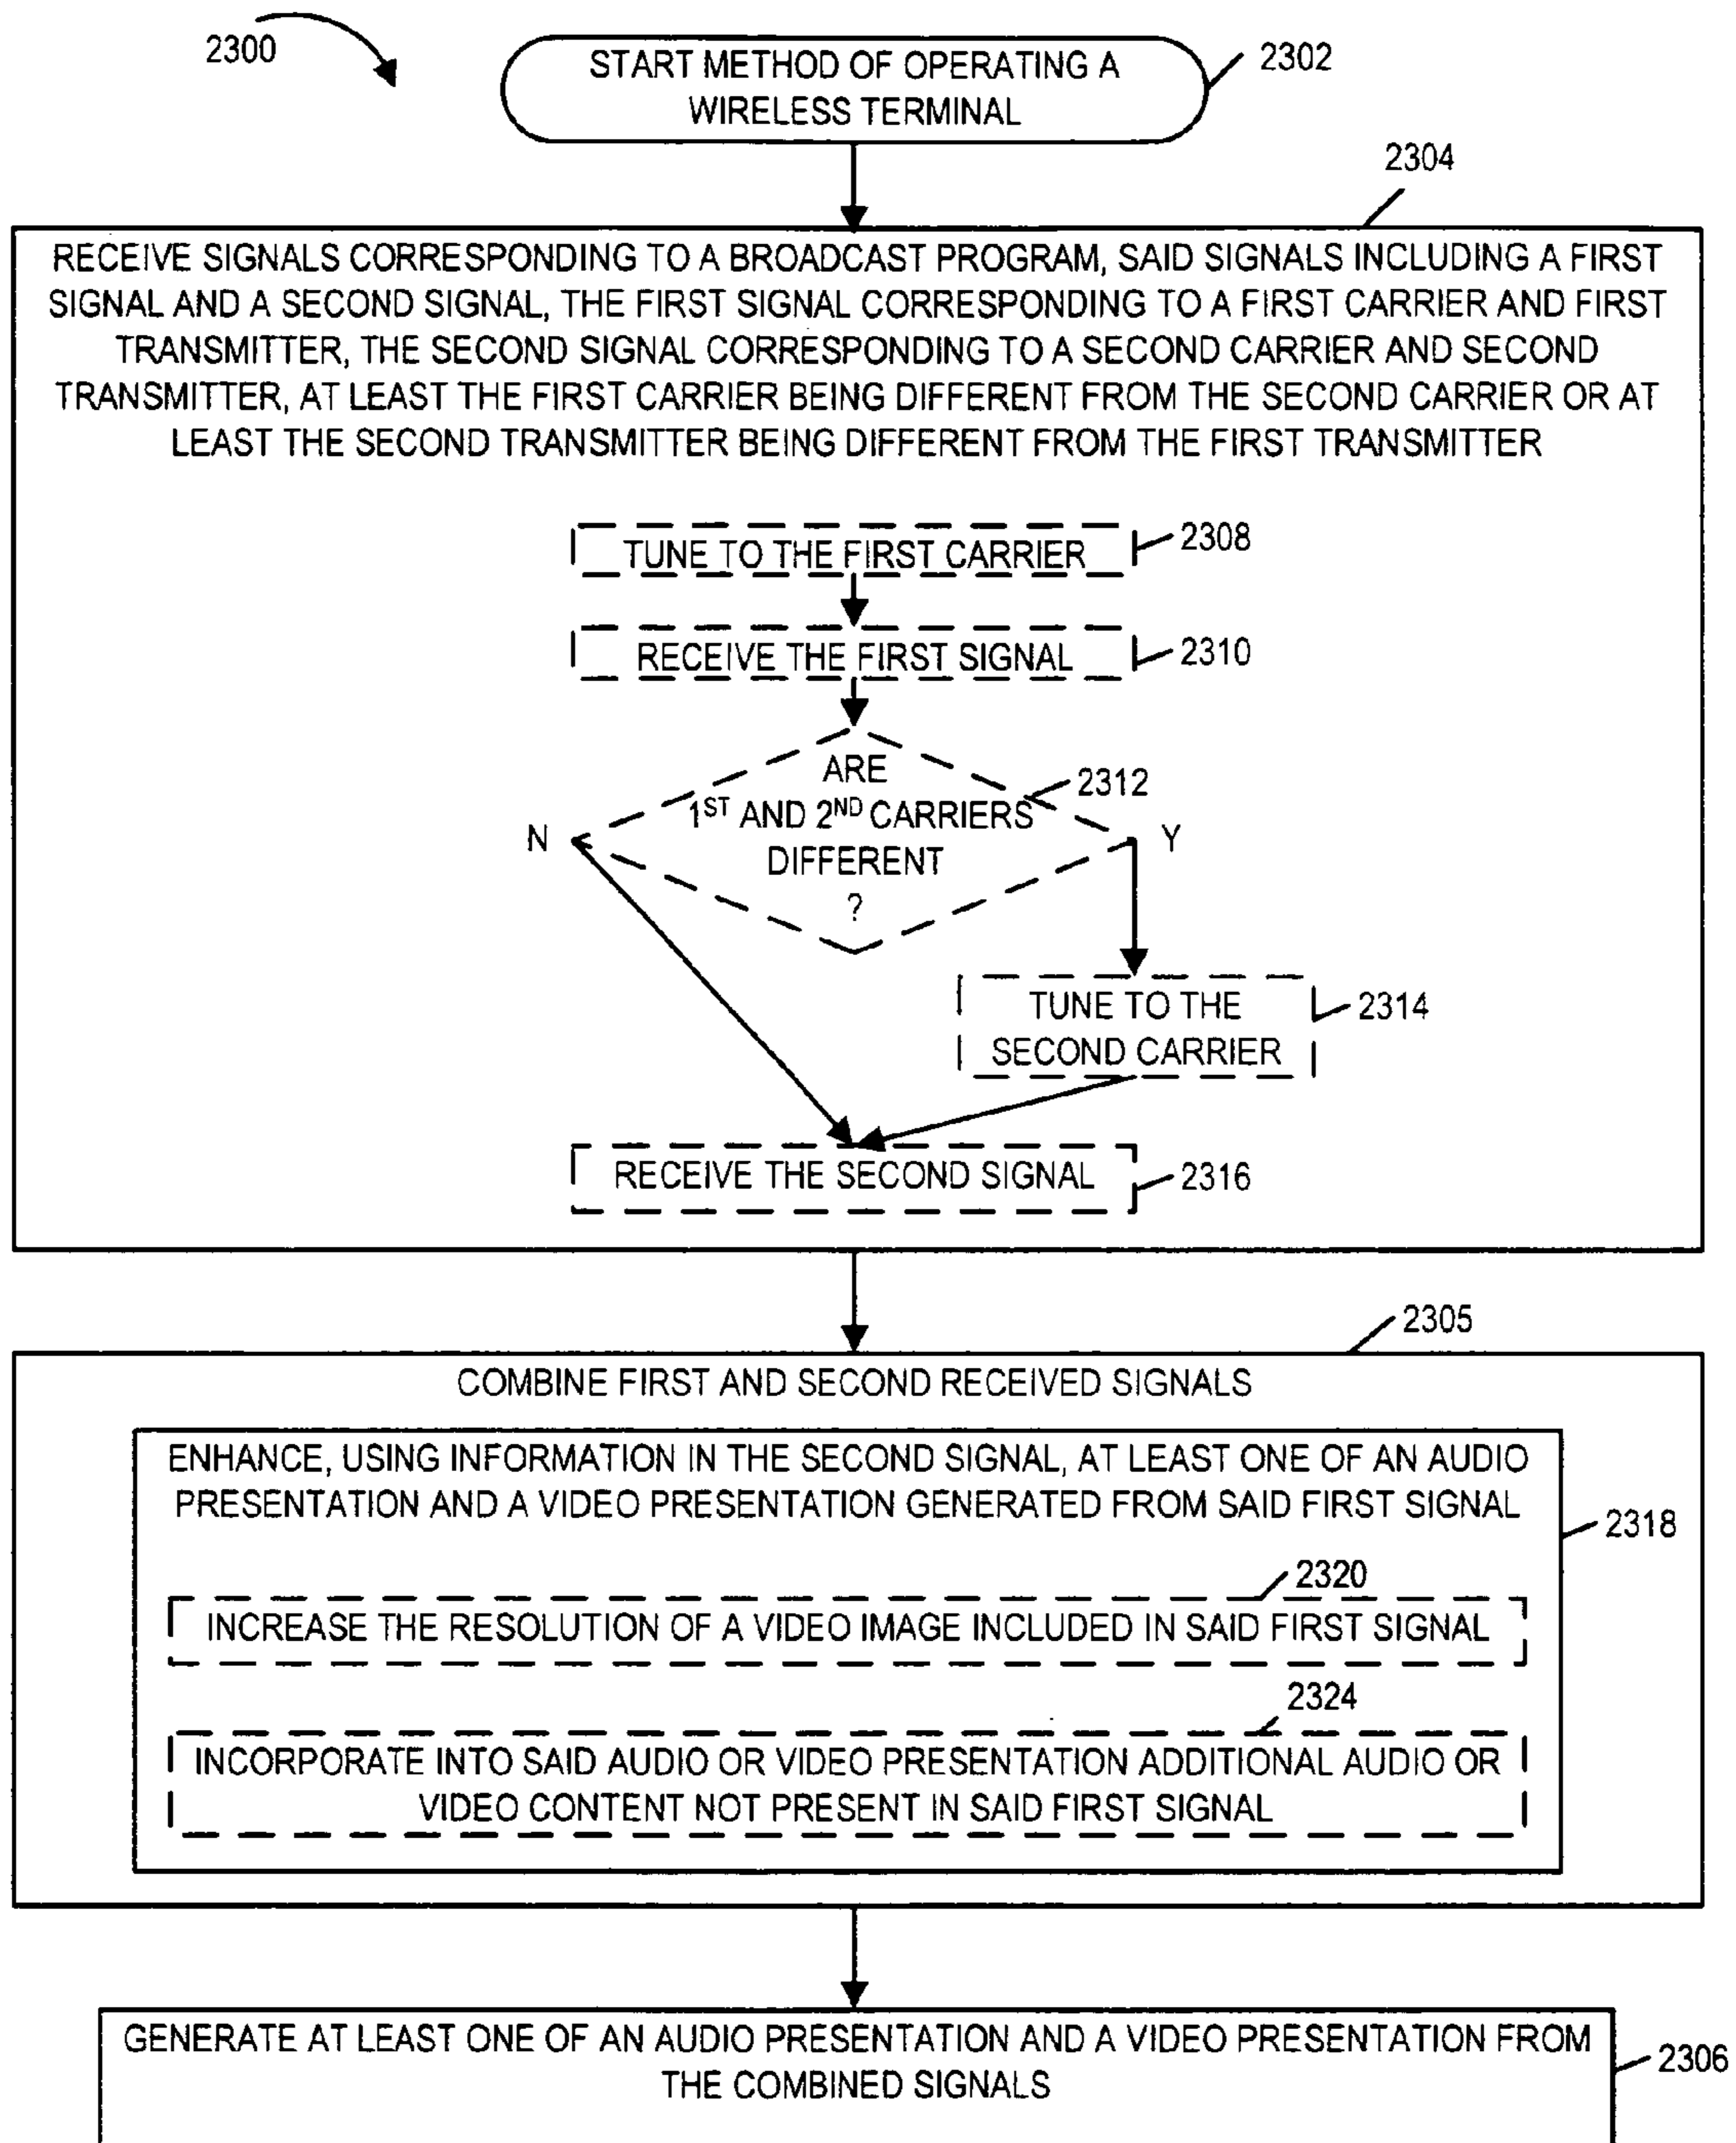 2300
START METHOD OF OPERATING A
WIRELESS TERMINAL
2302
2304
RECEIVE SIGNALS CORRESPONDING TO A BROADCAST PROGRAM, SAID SIGNALS INCLUDING A FIRST
SIGNAL AND A SECOND SIGNAL, THE FIRST SIGNAL CORRESPONDING TO A FIRST CARRIER AND FIRST
TRANSMITTER, THE SECOND SIGNAL CORRESPONDING TO A SECOND CARRIER AND SECOND
TRANSMITTER, AT LEAST THE FIRST CARRIER BEING DIFFERENT FROM THE SECOND CARRIER OR AT
LEAST THE SECOND TRANSMITTER BEING DIFFERENT FROM THE FIRST TRANSMITTER
TUNE TO THE FIRST CARRIER
2308
RECEIVE THE FIRST SIGNAL
2310
ARE
1ST AND 2ND CARRIERS
DIFFERENT
?
2312
N
Y
TUNE TO THE
SECOND CARRIER
2314
RECEIVE THE SECOND SIGNAL
2316
2305
COMBINE FIRST AND SECOND RECEIVED SIGNALS
ENHANCE, USING INFORMATION IN THE SECOND SIGNAL, AT LEAST ONE OF AN AUDIO
PRESENTATION AND A VIDEO PRESENTATION GENERATED FROM SAID FIRST SIGNAL
2318
2320
INCREASE THE RESOLUTION OF A VIDEO IMAGE INCLUDED IN SAID FIRST SIGNAL
2324
INCORPORATE INTO SAID AUDIO OR VIDEO PRESENTATION ADDITIONAL AUDIO OR
VIDEO CONTENT NOT PRESENT IN SAID FIRST SIGNAL
GENERATE AT LEAST ONE OF AN AUDIO PRESENTATION AND A VIDEO PRESENTATION FROM
THE COMBINED SIGNALS
2306